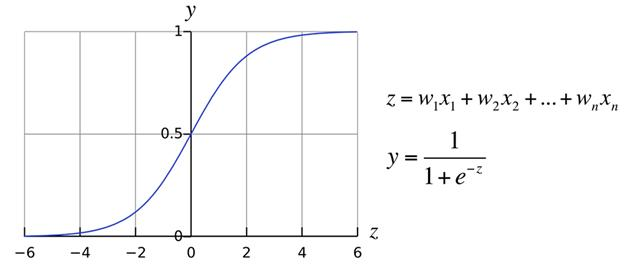 y
1
0.5
0
−6 −4 −2 0 2 4 6
z
z = w₁x₁ + w₂x₂ + ... + wₙxₙ
y = 1 / (1 + e⁻ᶻ)